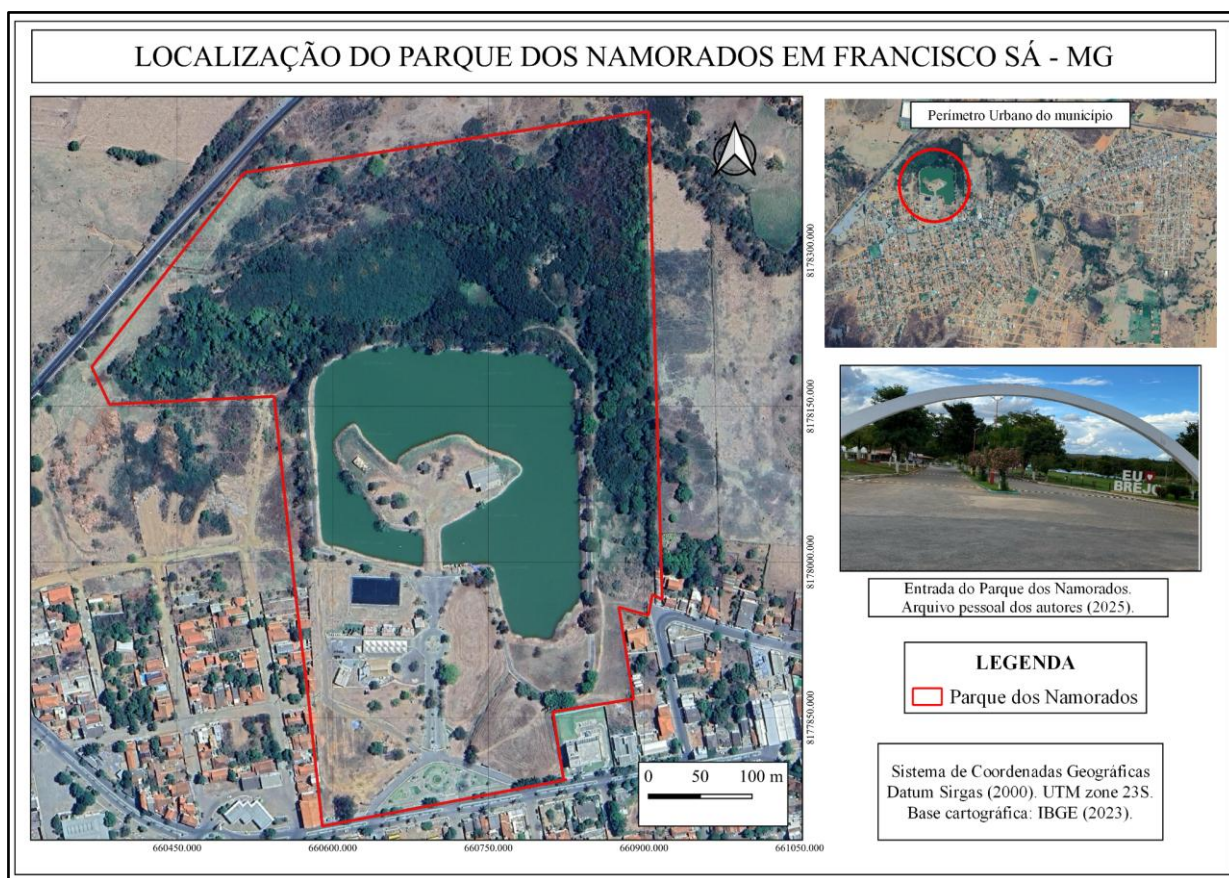 LOCALIZAÇÃO DO PARQUE DOS NAMORADOS EM FRANCISCO SÁ - MG
Perímetro Urbano do município
8178300.000
8178150.000
8178000.000
8177850.000
0 50 100 m
660450.000 660600.000 660750.000 660900.000 661050.000
EU
BREJO
Entrada do Parque dos Namorados.
Arquivo pessoal dos autores (2025).
LEGENDA
Parque dos Namorados
Sistema de Coordenadas Geográficas
Datum Sirgas (2000). UTM zone 23S.
Base cartográfica: IBGE (2023).